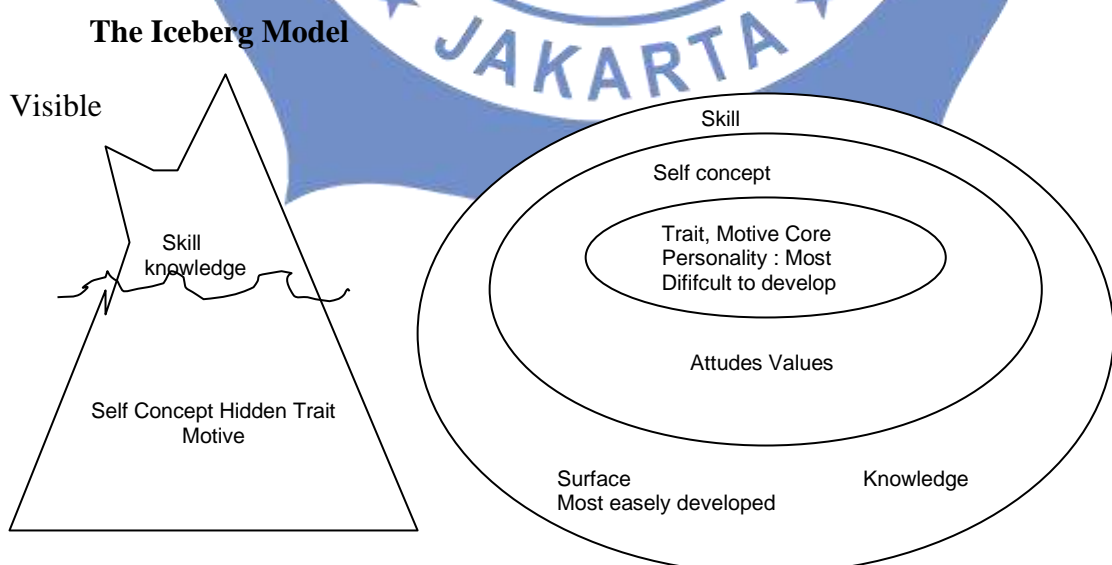 JAKARTA
The Iceberg Model
Visible
Skill
knowledge
Self Concept Hidden Trait
Motive
Skill
Self concept
Trait, Motive Core
Personality : Most
Dififcult to develop
Attudes Values
Surface
Most easely developed
Knowledge